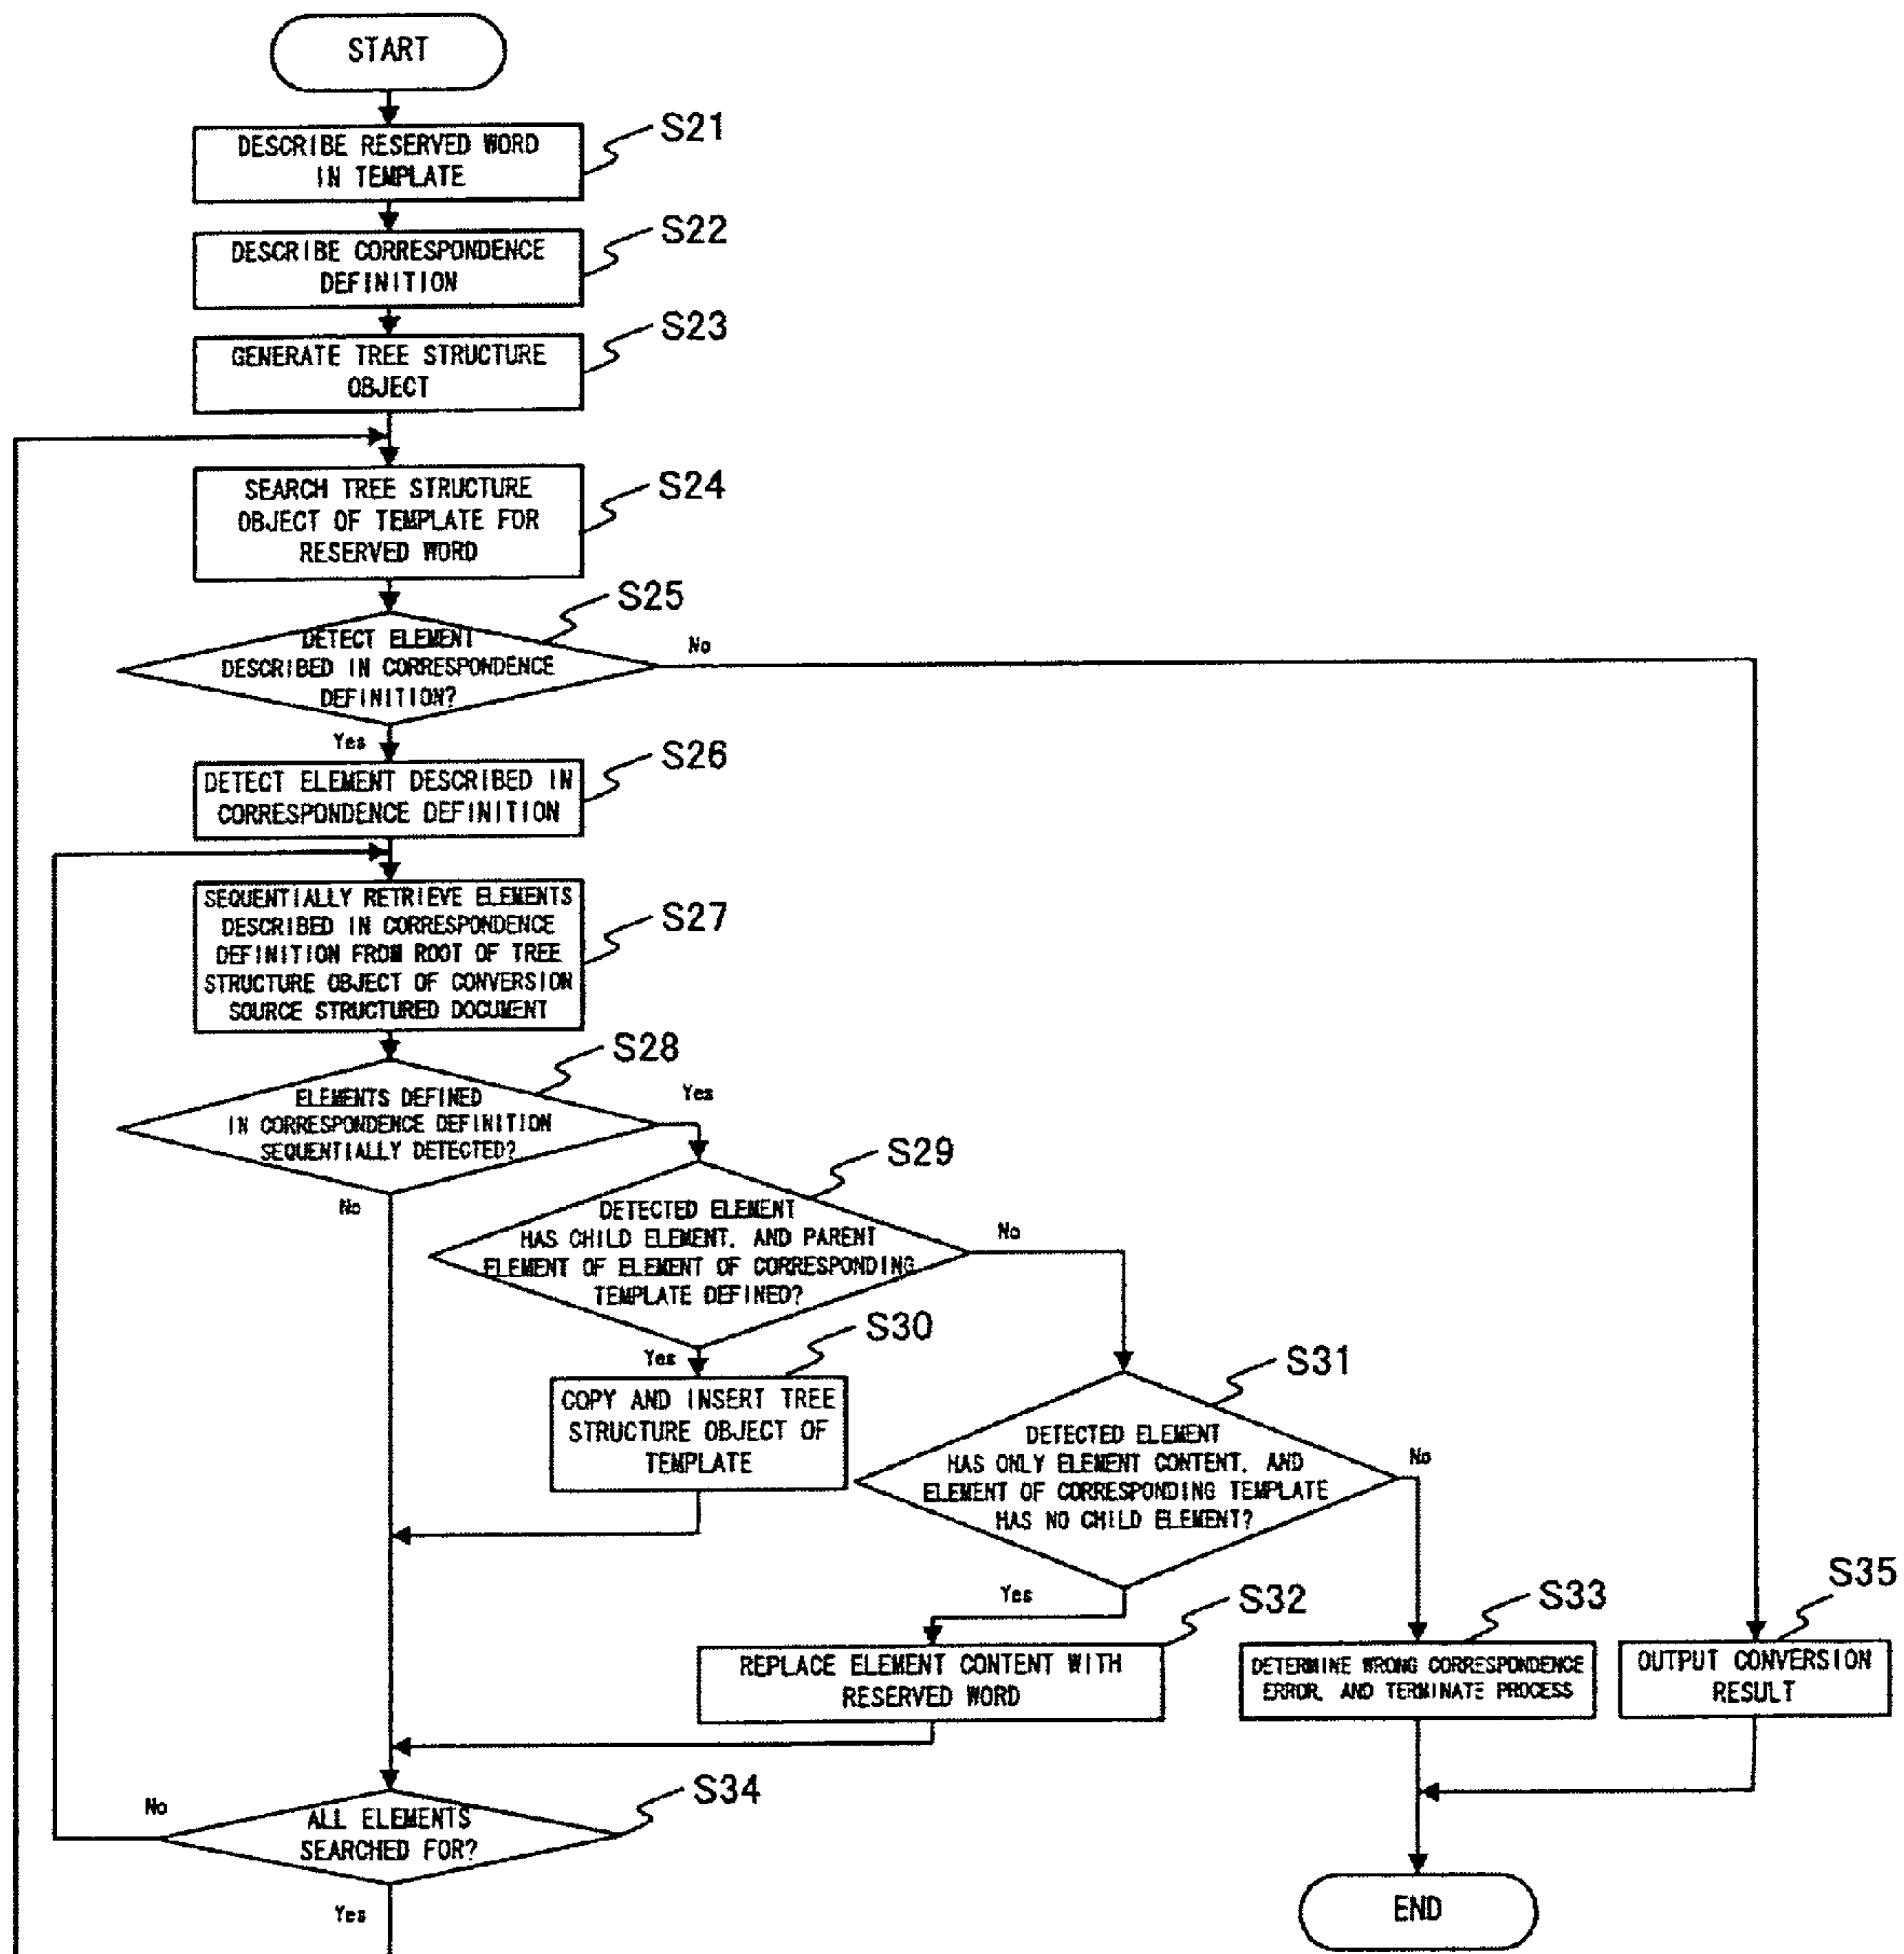 START
S21
DESCRIBE RESERVED WORD
IN TEMPLATE
S22
DESCRIBE CORRESPONDENCE
DEFINITION
S23
GENERATE TREE STRUCTURE
OBJECT
S24
SEARCH TREE STRUCTURE
OBJECT OF TEMPLATE FOR
RESERVED WORD
S25
DETECT ELEMENT
DESCRIBED IN CORRESPONDENCE
DEFINITION?
No
Yes
S26
DETECT ELEMENT DESCRIBED IN
CORRESPONDENCE DEFINITION
S27
SEQUENTIALLY RETRIEVE ELEMENTS
DESCRIBED IN CORRESPONDENCE
DEFINITION FROM ROOT OF TREE
STRUCTURE OBJECT OF CONVERSION
SOURCE STRUCTURED DOCUMENT
S28
ELEMENTS DEFINED
IN CORRESPONDENCE DEFINITION
SEQUENTIALLY DETECTED?
Yes
No
S29
DETECTED ELEMENT
HAS CHILD ELEMENT, AND PARENT
ELEMENT OF ELEMENT OF CORRESPONDING
TEMPLATE DEFINED?
No
Yes
S30
COPY AND INSERT TREE
STRUCTURE OBJECT OF
TEMPLATE
S31
DETECTED ELEMENT
HAS ONLY ELEMENT CONTENT, AND
ELEMENT OF CORRESPONDING TEMPLATE
HAS NO CHILD ELEMENT?
No
Yes
S32
REPLACE ELEMENT CONTENT WITH
RESERVED WORD
S33
DETERMINE WRONG CORRESPONDENCE
ERROR, AND TERMINATE PROCESS
S35
OUTPUT CONVERSION
RESULT
S34
ALL ELEMENTS
SEARCHED FOR?
No
Yes
END